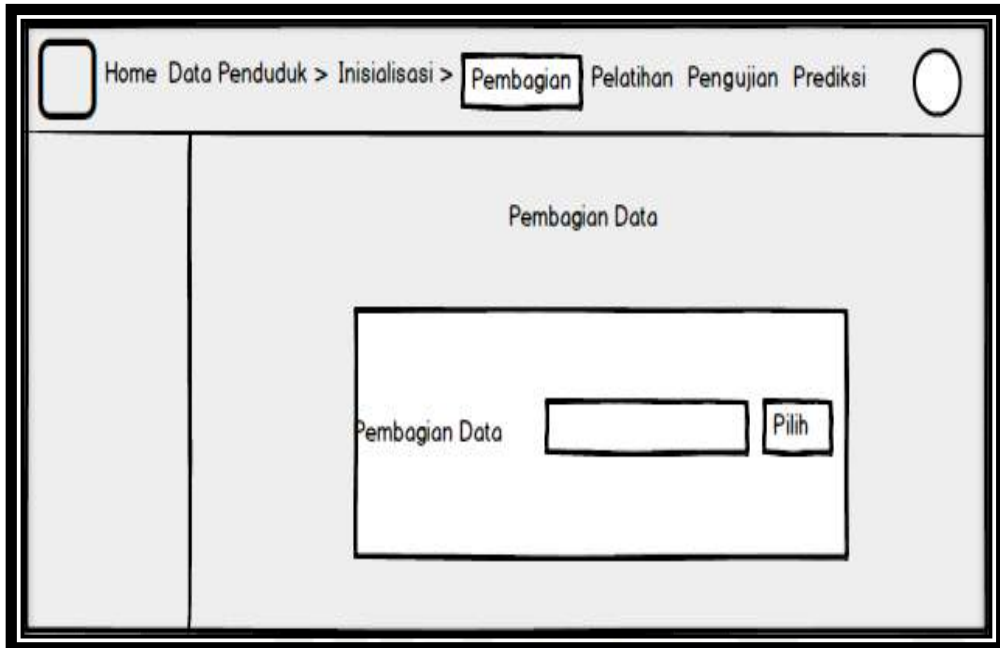 Home Data Penduduk > Inisialisasi > Pembagian Pelatihan Pengujian Prediksi
Pembagian Data
Pembagian Data Pilih